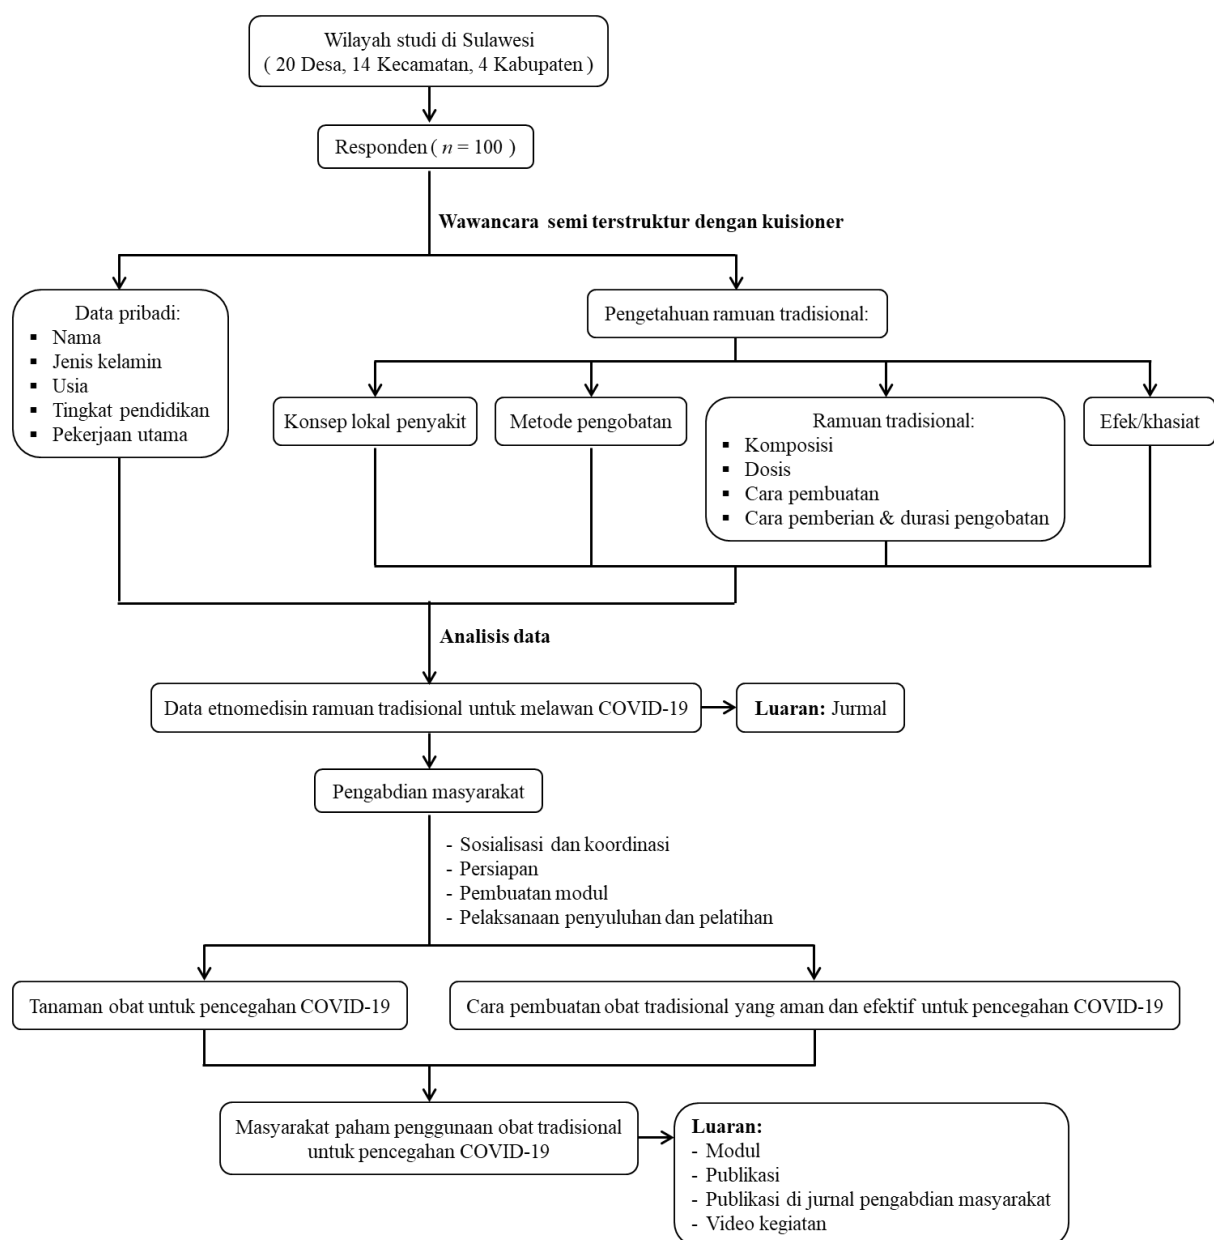 Wilayah studi di Sulawesi
( 20 Desa, 14 Kecamatan, 4 Kabupaten )
Responden ( n = 100 )
Wawancara semi terstruktur dengan kuisioner
Data pribadi:
▪ Nama
▪ Jenis kelamin
▪ Usia
▪ Tingkat pendidikan
▪ Pekerjaan utama
Pengetahuan ramuan tradisional:
Konsep lokal penyakit
Metode pengobatan
Ramuan tradisional:
▪ Komposisi
▪ Dosis
▪ Cara pembuatan
▪ Cara pemberian & durasi pengobatan
Efek/khasiat
Analisis data
Data etnomedisin ramuan tradisional untuk melawan COVID-19
Luaran: Jurmal
Pengabdian masyarakat
- Sosialisasi dan koordinasi
- Persiapan
- Pembuatan modul
- Pelaksanaan penyuluhan dan pelatihan
Tanaman obat untuk pencegahan COVID-19
Cara pembuatan obat tradisional yang aman dan efektif untuk pencegahan COVID-19
Masyarakat paham penggunaan obat tradisional
untuk pencegahan COVID-19
Luaran:
- Modul
- Publikasi
- Publikasi di jurnal pengabdian masyarakat
- Video kegiatan